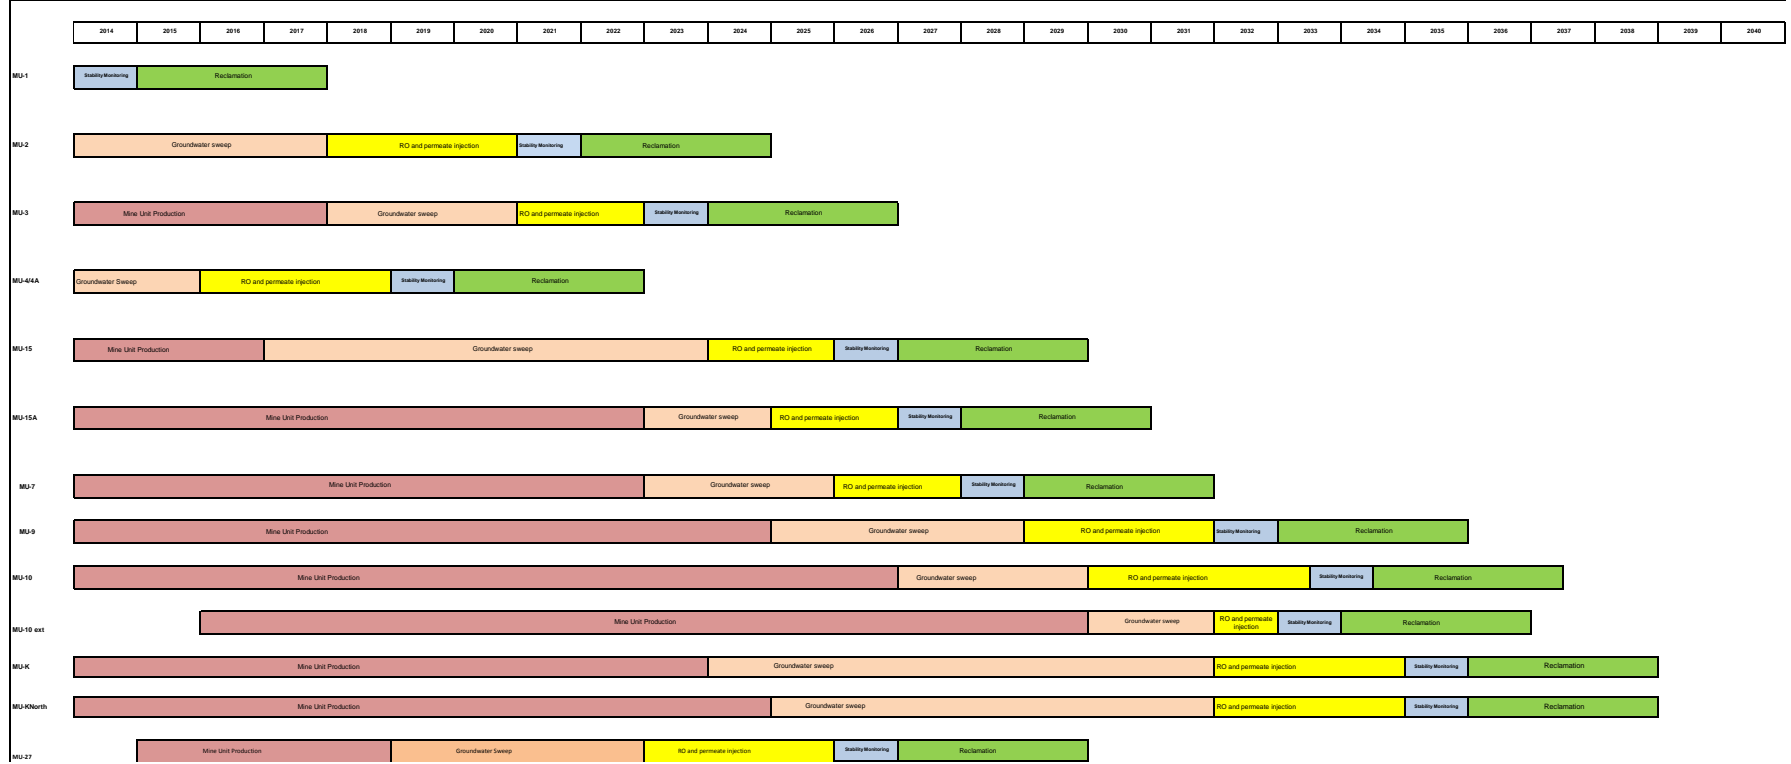 2014 2015 2016 2017 2018 2019 2020 2021 2022 2023 2024 2025 2026 2027 2028 2029 2030 2031 2032 2033 2034 2035 2036 2037 2038 2039 2040
MU-1 Stability Monitoring Reclamation
MU-2 Groundwater sweep RO and permeate injection Stability Monitoring Reclamation
MU-3 Mine Unit Production Groundwater sweep RO and permeate injection Stability Monitoring Reclamation
MU-4/4A Groundwater Sweep RO and permeate injection Stability Monitoring Reclamation
MU-15 Mine Unit Production Groundwater sweep RO and permeate injection Stability Monitoring Reclamation
MU-15A Mine Unit Production Groundwater sweep RO and permeate injection Stability Monitoring Reclamation
MU-7 Mine Unit Production Groundwater sweep RO and permeate injection Stability Monitoring Reclamation
MU-9 Mine Unit Production Groundwater sweep RO and permeate injection Stability Monitoring Reclamation
MU-10 Mine Unit Production Groundwater sweep RO and permeate injection Stability Monitoring Reclamation
MU-10 ext Mine Unit Production Groundwater sweep RO and permeate
injection Stability Monitoring Reclamation
MU-K Mine Unit Production Groundwater sweep RO and permeate injection Stability Monitoring Reclamation
MU-KNorth Mine Unit Production Groundwater sweep RO and permeate injection Stability Monitoring Reclamation
MU-27 Mine Unit Production Groundwater Sweep RO and permeate injection Stability Monitoring Reclamation